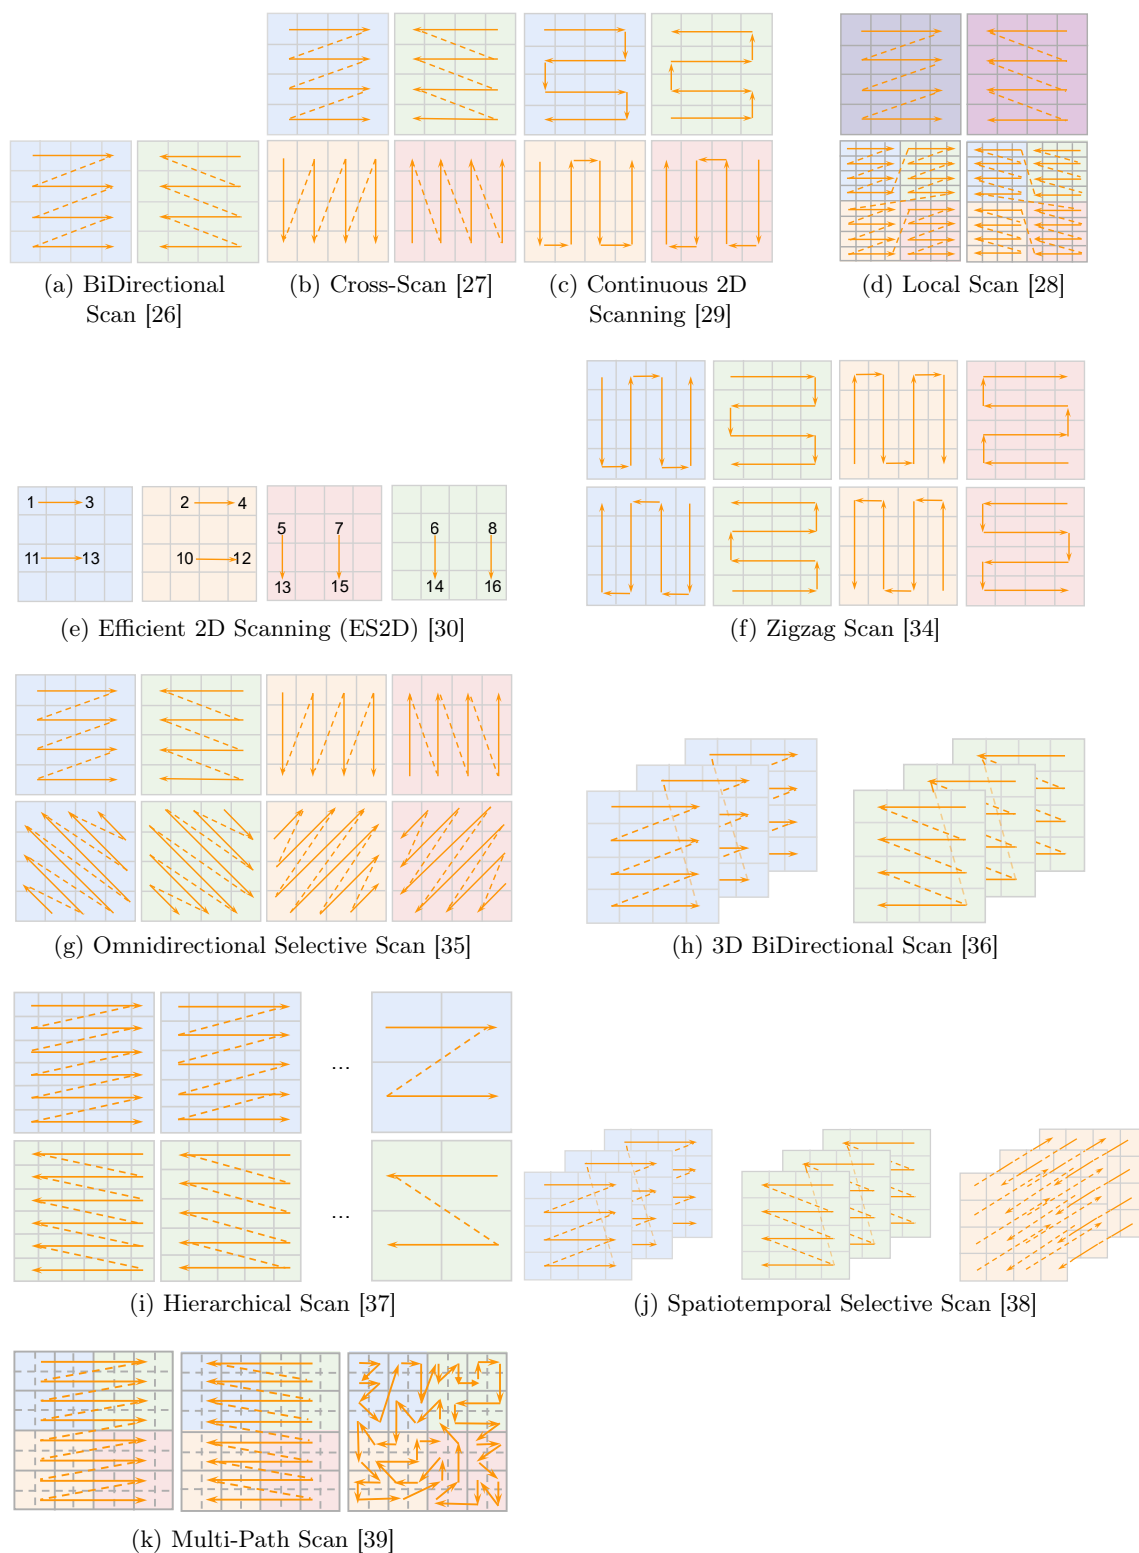 (a) BiDirectional
Scan [26]
(b) Cross-Scan [27]
(c) Continuous 2D
Scanning [29]
(d) Local Scan [28]
1 3
11 13
2 4
10 12
5 7
13 15
6 8
14 16
(e) Efficient 2D Scanning (ES2D) [30]
(f) Zigzag Scan [34]
(g) Omnidirectional Selective Scan [35]
(h) 3D BiDirectional Scan [36]
...
...
(i) Hierarchical Scan [37]
(j) Spatiotemporal Selective Scan [38]
(k) Multi-Path Scan [39]